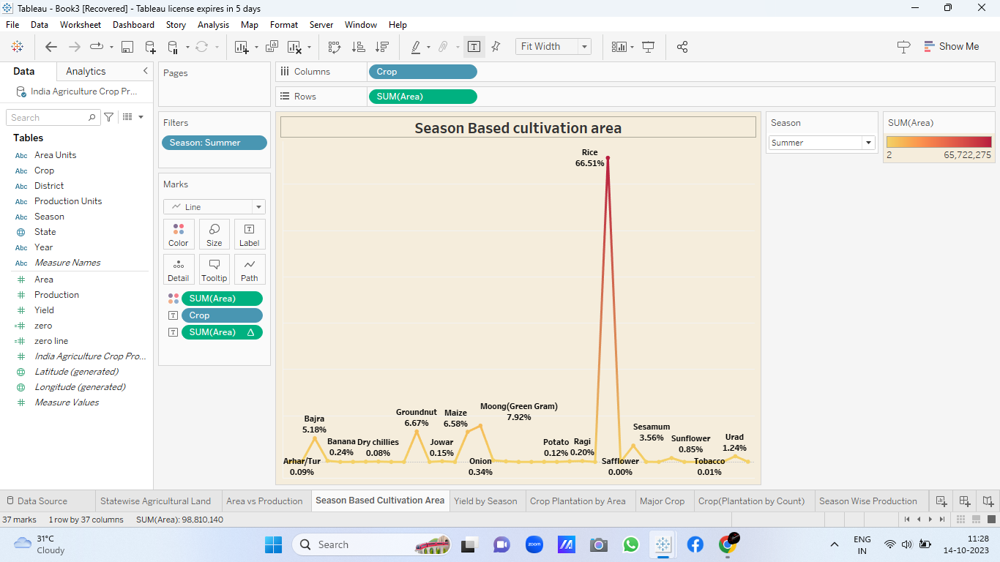 Tableau - Book3 [Recovered] - Tableau license expires in 5 days
File Data Worksheet Dashboard Story Analysis Map Format Server Window Help
Fit Width
Show Me
Data Analytics
India Agriculture Crop Pr...
Search
Tables
Abc Area Units
Abc Crop
Abc District
Abc Production Units
Abc Season
State
Abc Year
Abc Measure Names
# Area
# Production
# Yield
=# zero
=# zero line
# India Agriculture Crop Pro...
Latitude (generated)
Longitude (generated)
# Measure Values
Pages
Filters
Season: Summer
Marks
Line
Color Size Label
Detail Tooltip Path
SUM(Area)
Crop
SUM(Area) Δ
Columns Crop
Rows SUM(Area)
Season Based cultivation area
Rice
66.51%
Moong(Green Gram)
7.92%
Groundnut
6.67%
Maize
6.58%
Bajra
5.18%
Sesamum
3.56%
Banana
0.24%
Dry chillies
0.08%
Jowar
0.15%
Potato
0.12%
Ragi
0.20%
Sunflower
0.85%
Urad
1.24%
Arhar/Tur
0.09%
Onion
0.34%
Safflower
0.00%
Tobacco
0.01%
Season
Summer
SUM(Area)
2 65,722,275
Data Source Statewise Agricultural Land Area vs Production Season Based Cultivation Area Yield by Season Crop Plantation by Area Major Crop Crop(Plantation by Count) Season Wise Production
37 marks 1 row by 37 columns SUM(Area): 98,810,140
31°C
Cloudy
Search
zoom
ENG
IN
11:28
14-10-2023